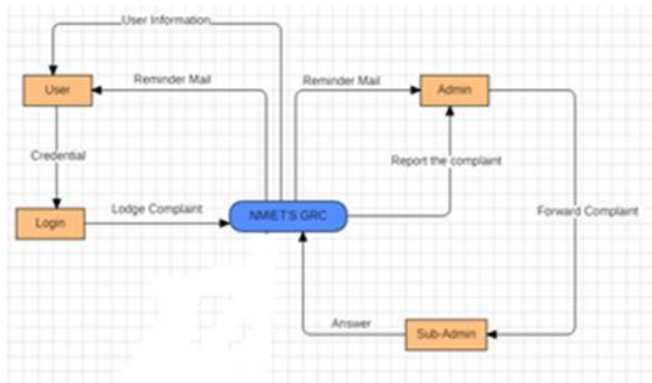 User Information
Reminder Mail
Reminder Mail
User
Admin
Credential
Report the complaint
Lodge Complaint
Forward Complaint
Login
NMIET'S GRC
Answer
Sub-Admin